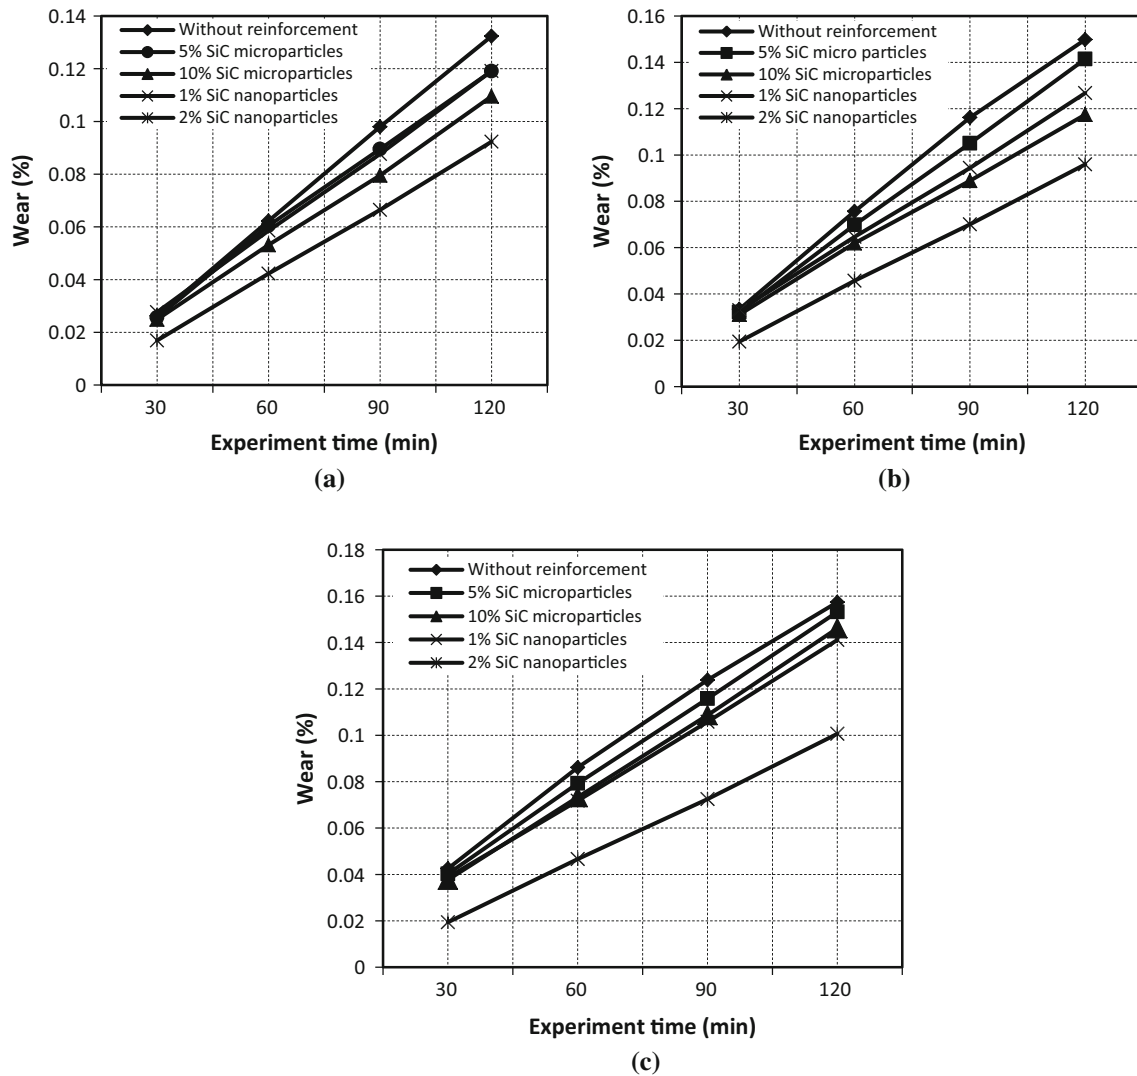 0.14
0.12
0.1
0.08
0.06
0.04
0.02
0
Wear (%)
Without reinforcement
5% SiC microparticles
10% SiC microparticles
1% SiC nanoparticles
2% SiC nanoparticles
30 60 90 120
Experiment time (min)
(a)
0.16
0.14
0.12
0.1
0.08
0.06
0.04
0.02
0
Wear (%)
Without reinforcement
5% SiC micro particles
10% SiC microparticles
1% SiC nanoparticles
2% SiC nanoparticles
30 60 90 120
Experiment time (min)
(b)
0.18
0.16
0.14
0.12
0.1
0.08
0.06
0.04
0.02
0
Wear (%)
Without reinforcement
5% SiC microparticles
10% SiC microparticles
1% SiC nanoparticles
2% SiC nanoparticles
30 60 90 120
Experiment time (min)
(c)